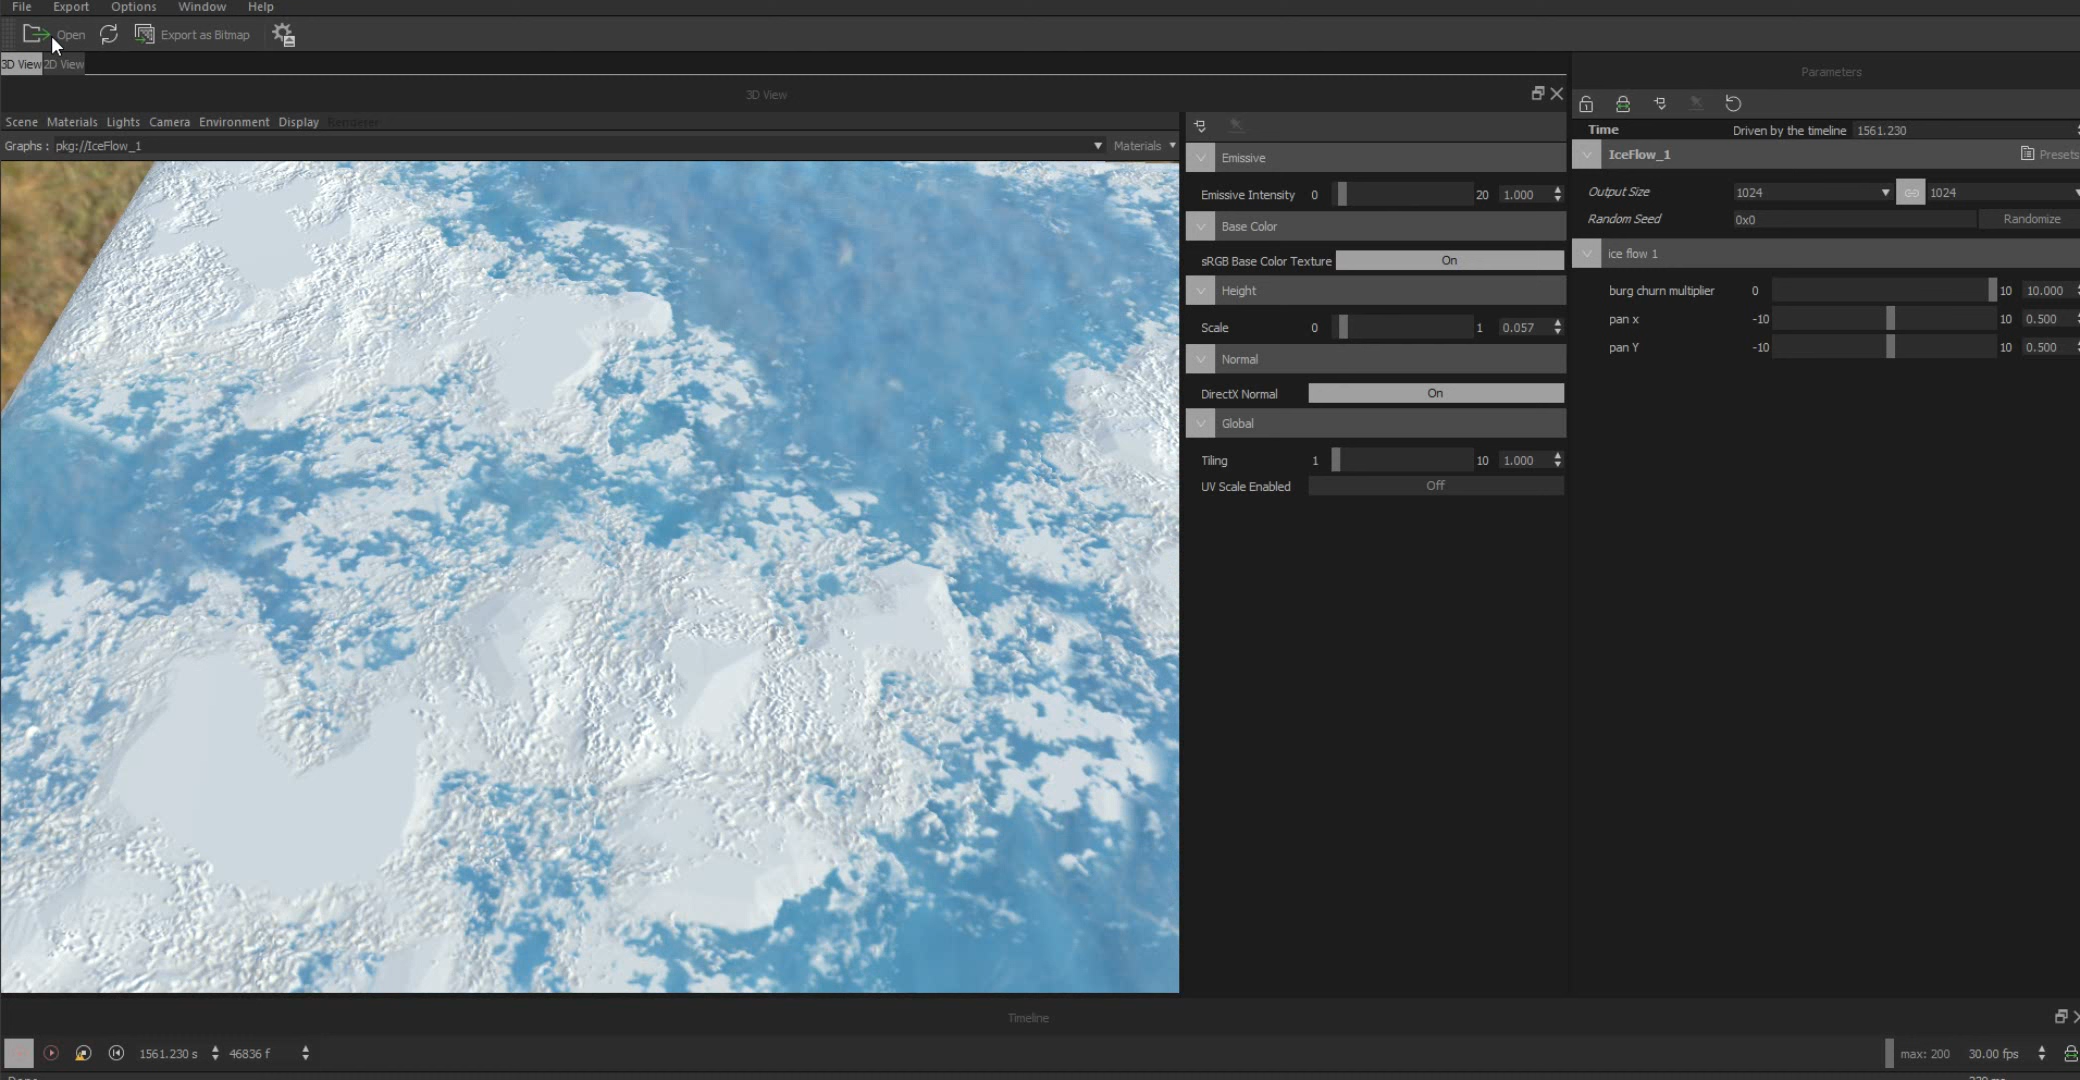 File Export Options Window Help
Open Export as Bitmap
3D View 2D View
3D View
Scene Materials Lights Camera Environment Display Renderer
Graphs : pkg://IceFlow_1 Materials
Emissive
Emissive Intensity 0 20 1.000
Base Color
sRGB Base Color Texture On
Height
Scale 0 1 0.057
Normal
DirectX Normal On
Global
Tiling 1 10 1.000
UV Scale Enabled Off
Parameters
Time Driven by the timeline 1561.230
IceFlow_1 Presets
Output Size 1024 1024
Random Seed 0x0 Randomize
ice flow 1
burg churn multiplier 0 10 10.000
pan x -10 10 0.500
pan Y -10 10 0.500
Timeline
1561.230 s 46836 f max: 200 30.00 fps